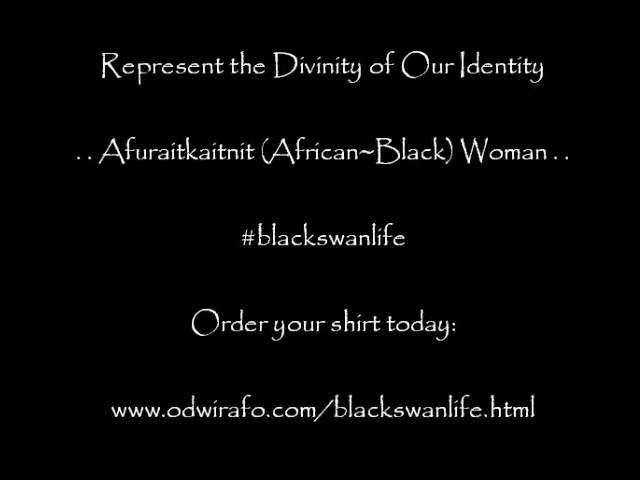 Represent the Divinity of Our Identity
. . Afuraitkaitnit (African~Black) Woman . .
#blackswanlife
Order your shirt today:
www.odwirafo.com/blackswanlife.html